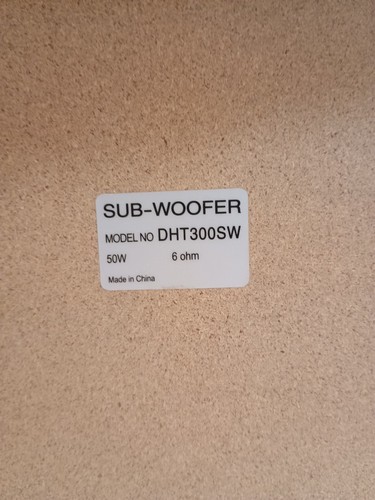 SUB-WOOFER
MODEL NO DHT300SW
50W 6 ohm
Made in China